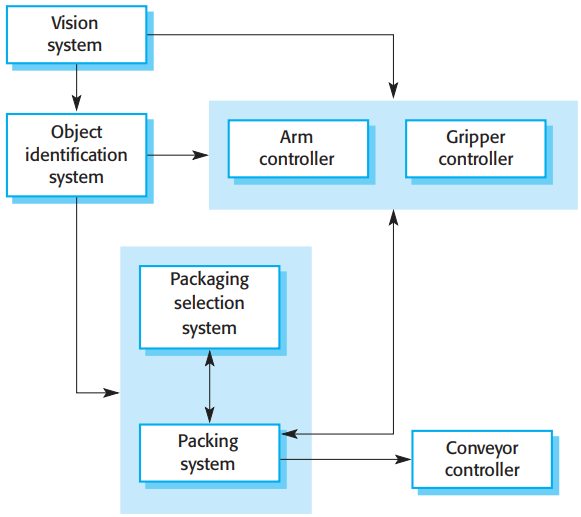 Vision
system
Object
identification
system
Arm
controller
Gripper
controller
Packaging
selection
system
Packing
system
Conveyor
controller